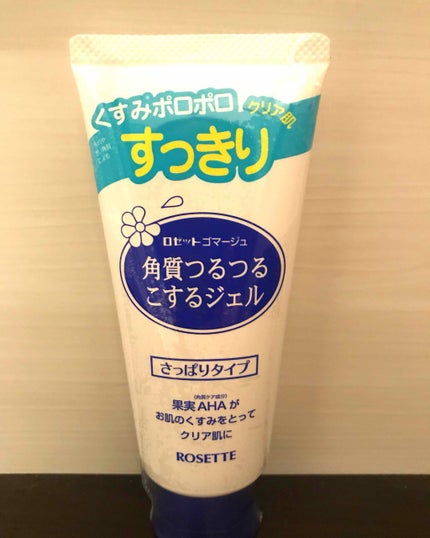 くすみポロポロ
クリア肌
すっきり
ロゼットゴマージュ
角質つるつる
こするジェル
さっぱりタイプ
(角質ケア成分)
果実AHAが
お肌のくすみをとって
クリア肌に
ROSETTE